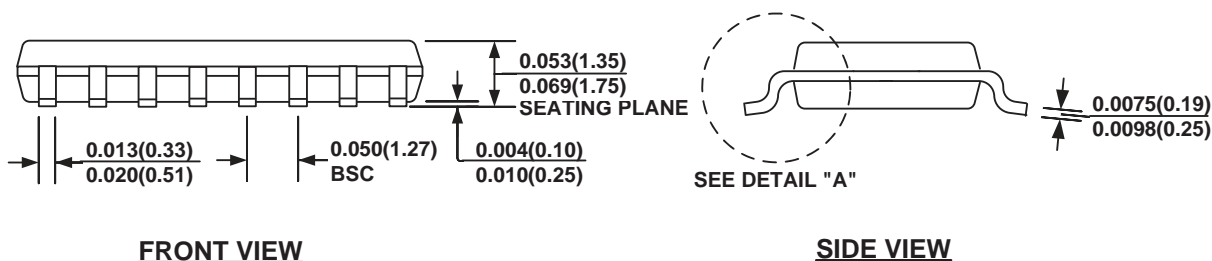 0.053(1.35)
0.069(1.75)
SEATING PLANE
0.013(0.33)
0.020(0.51)
0.050(1.27)
BSC
0.004(0.10)
0.010(0.25)
FRONT VIEW
0.0075(0.19)
0.0098(0.25)
SEE DETAIL "A"
SIDE VIEW